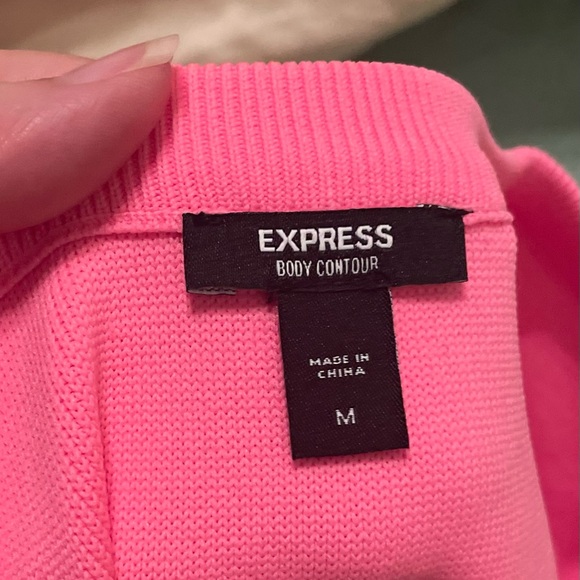 EXPRESS
BODY CONTOUR
MADE IN
CHINA
M